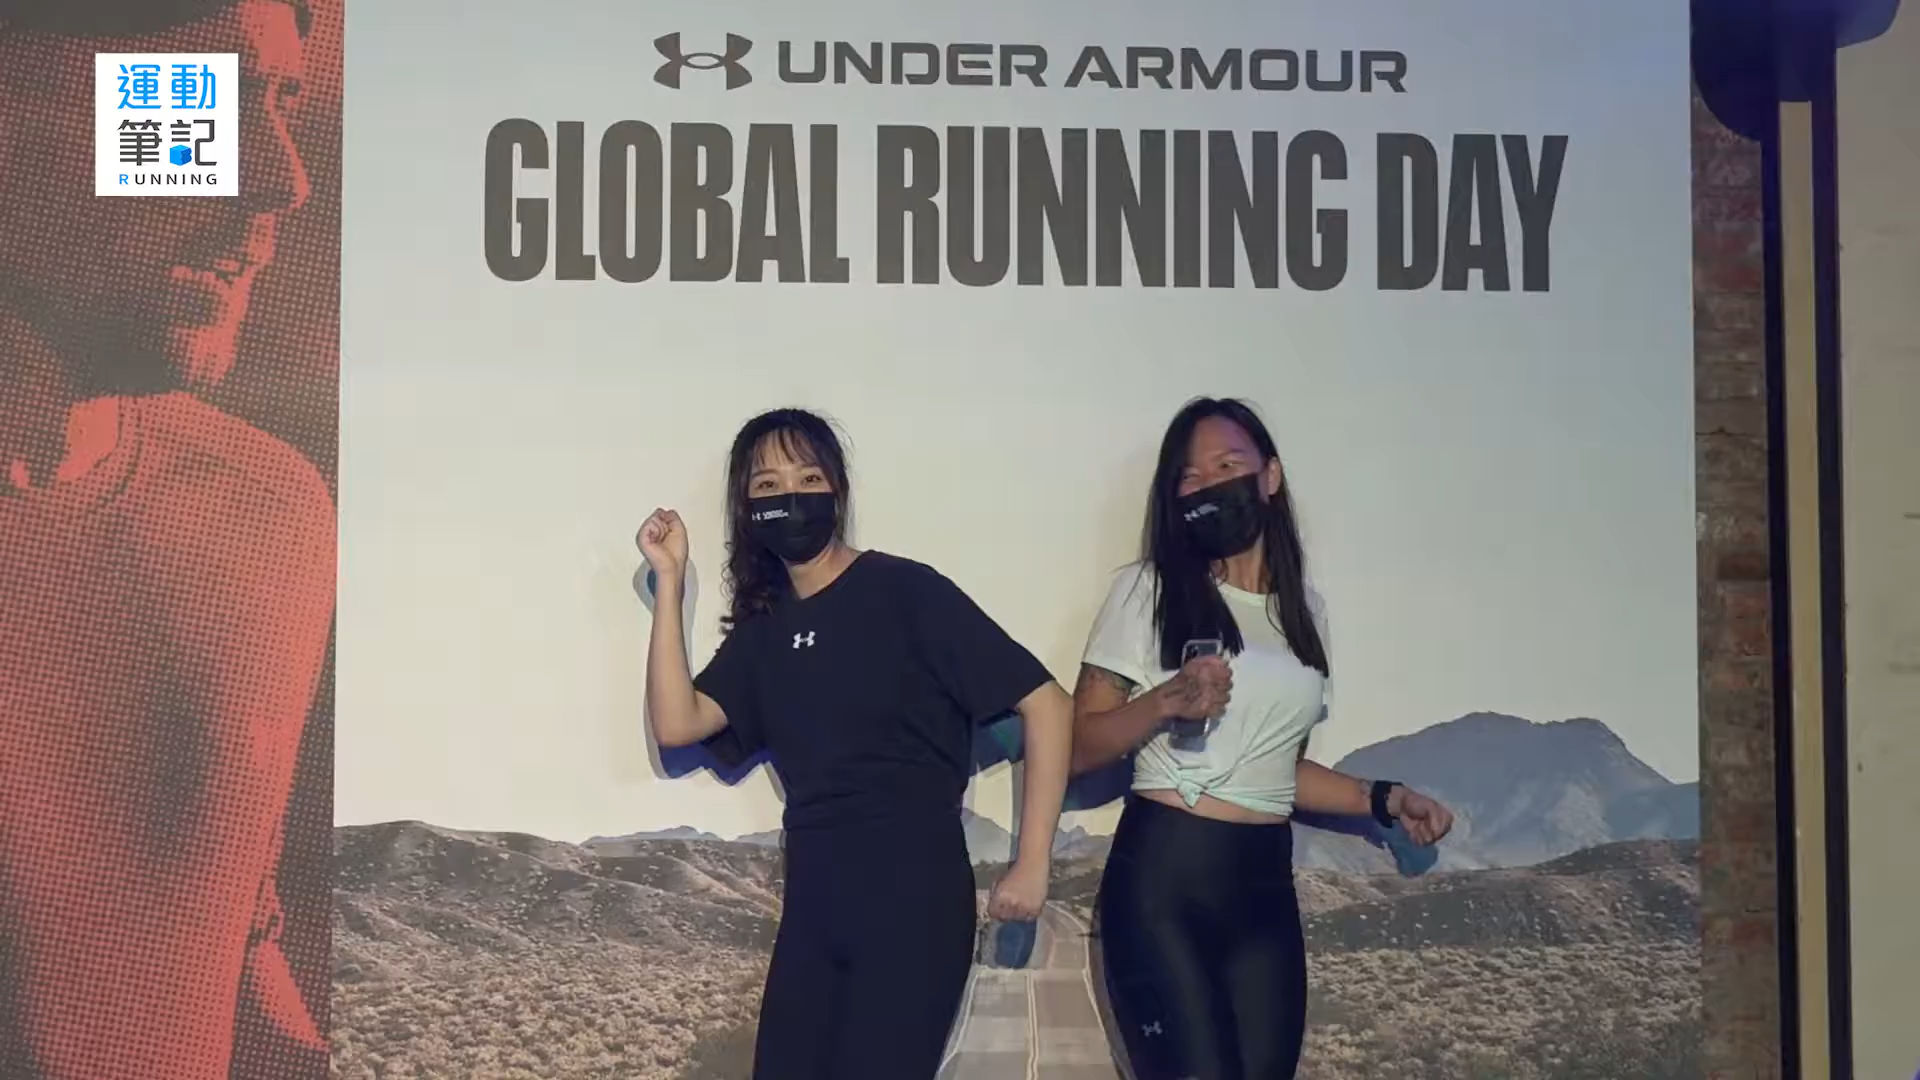 運動
筆記
RUNNING
UNDER ARMOUR
GLOBAL RUNNING DAY